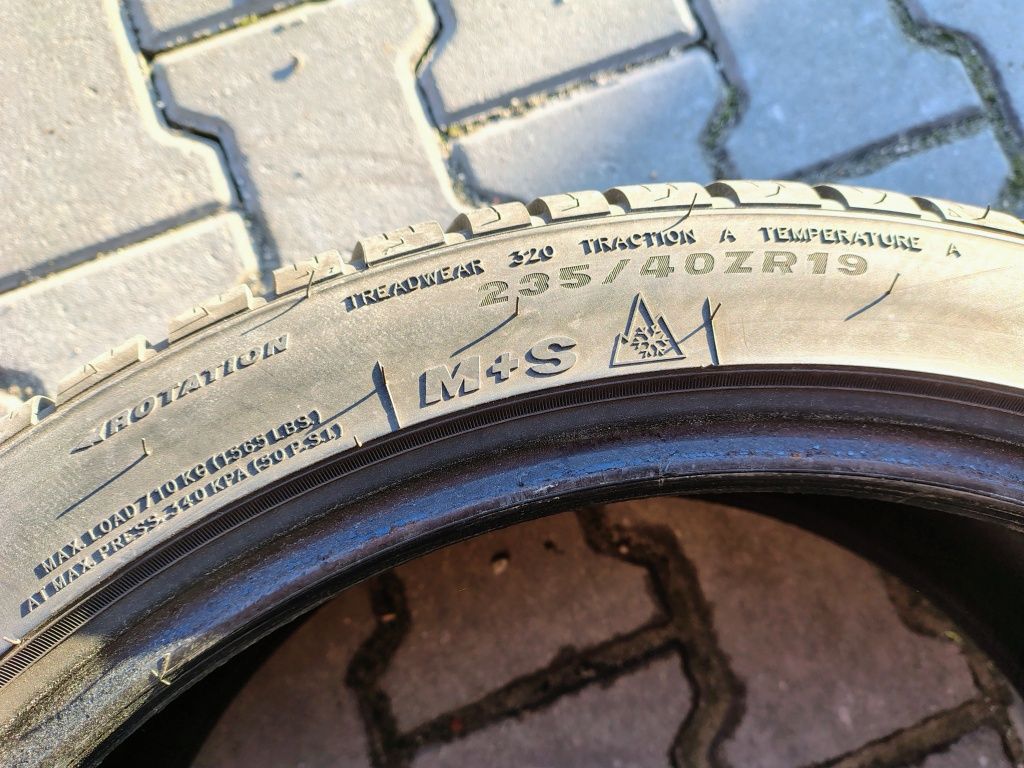 TREADWEAR 320 TRACTION A TEMPERATURE A
235/40ZR19
ROTATION
M+S
MAX. LOAD 710 KG (1565 LBS.)
AT MAX. PRESS. 340 KPA (50 P.S.I.)